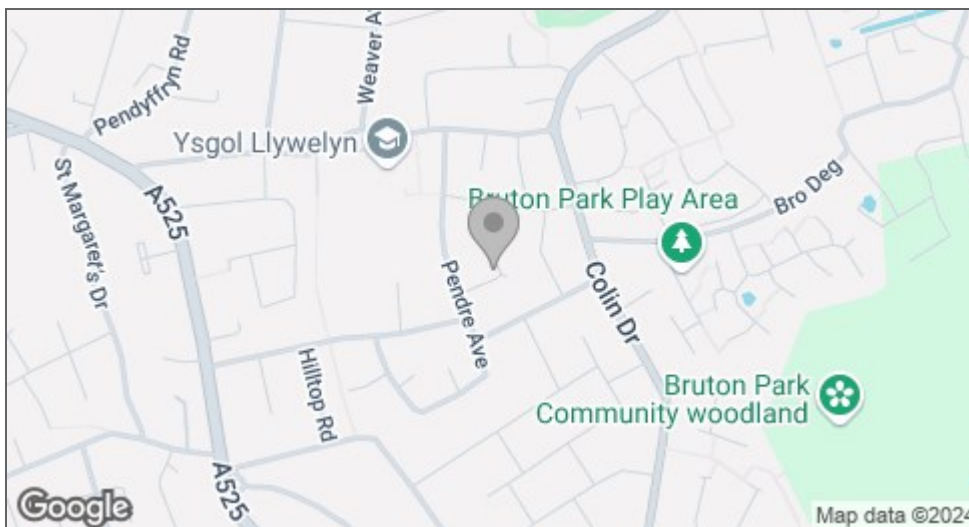 Pendyffryn Rd
Weaver A
Ysgol Llywelyn
St Margaret's Dr
A525
Bruton Park Play Area
Bro Deg
Pendre Ave
Colin Dr
Hilltop Rd
Bruton Park
Community woodland
A525
Google
Map data ©2024